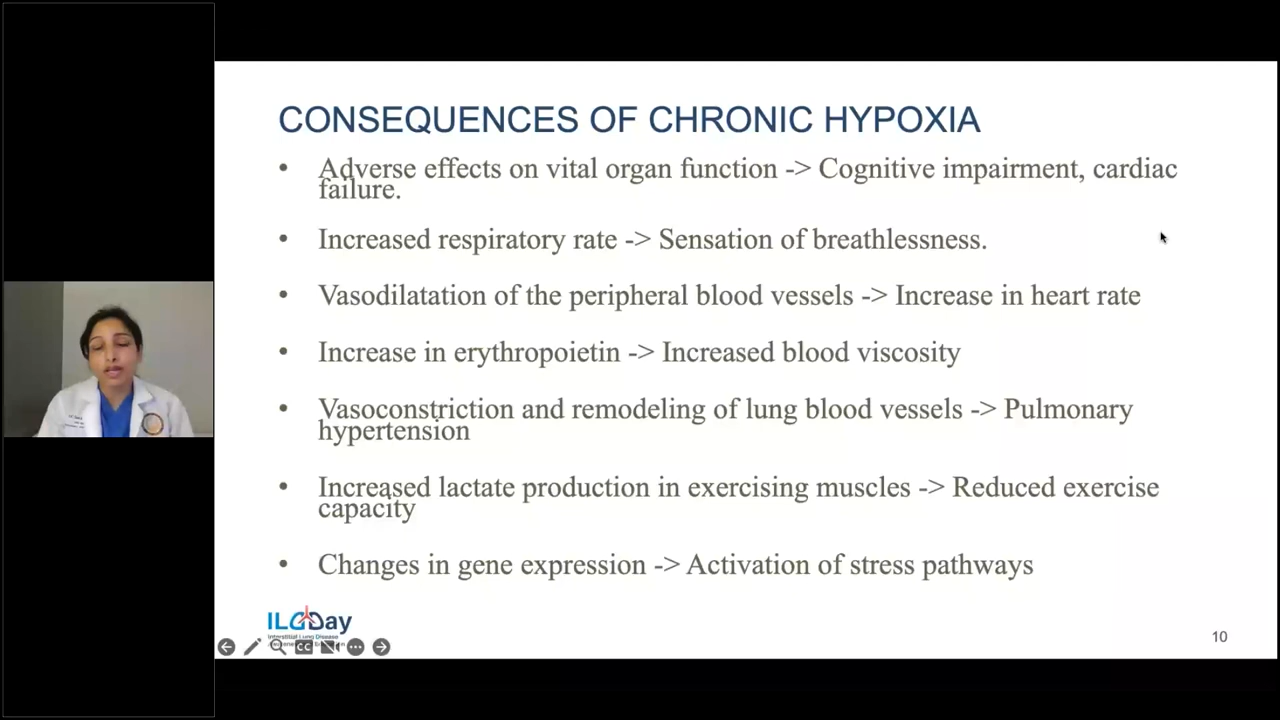 CONSEQUENCES OF CHRONIC HYPOXIA
• Adverse effects on vital organ function -> Cognitive impairment, cardiac
failure.
• Increased respiratory rate -> Sensation of breathlessness.
• Vasodilatation of the peripheral blood vessels -> Increase in heart rate
• Increase in erythropoietin -> Increased blood viscosity
• Vasoconstriction and remodeling of lung blood vessels -> Pulmonary
hypertension
• Increased lactate production in exercising muscles -> Reduced exercise
capacity
• Changes in gene expression -> Activation of stress pathways
ILDDay
Interstitial Lung Disease
CC
10